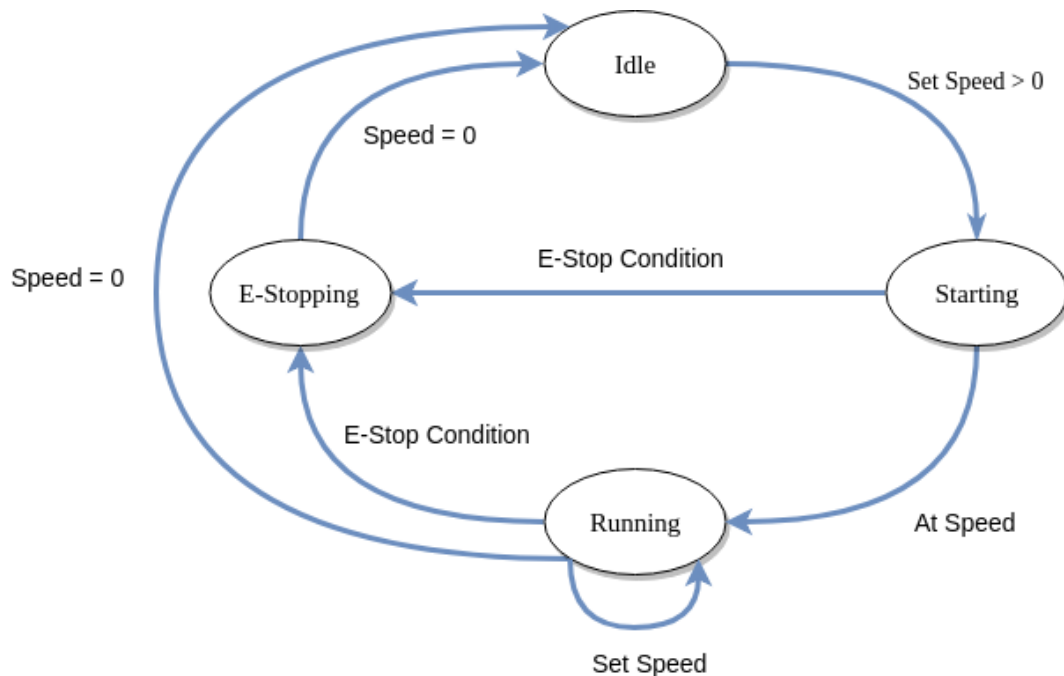 Idle
Set Speed > 0
Speed = 0
E-Stop Condition
Speed = 0
E-Stopping
Starting
E-Stop Condition
Running
At Speed
Set Speed